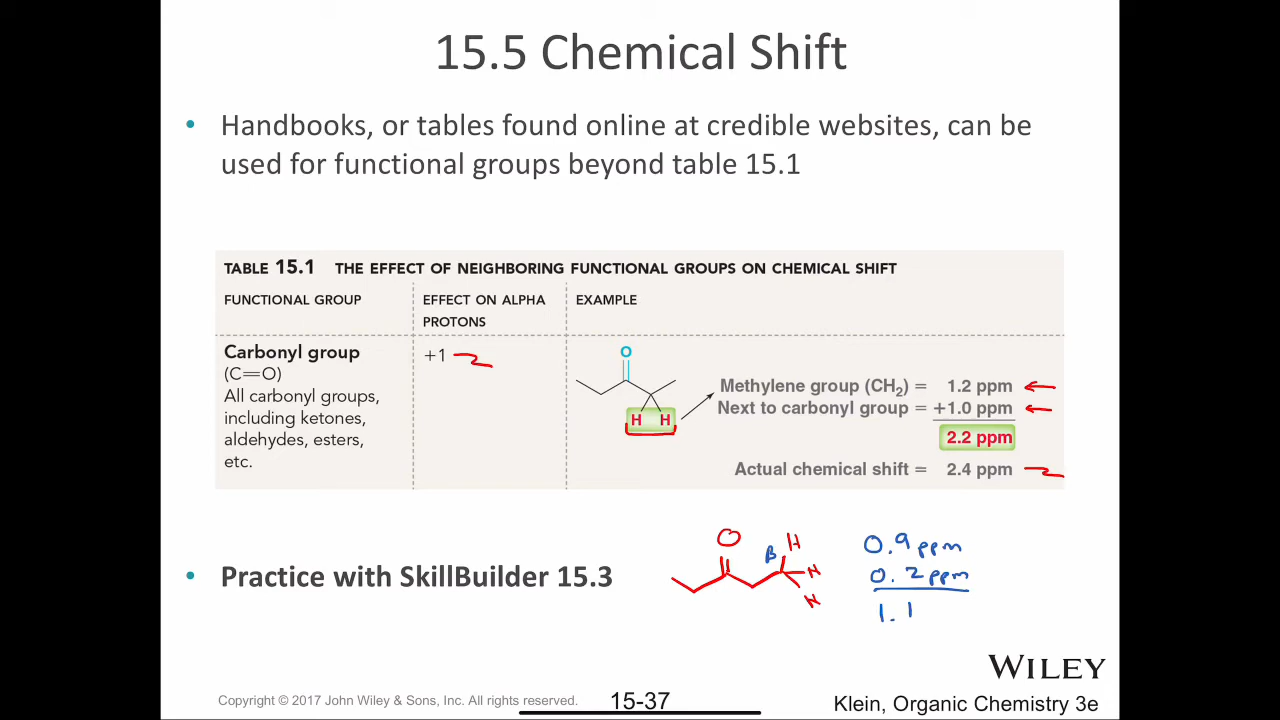 15.5 Chemical Shift
• Handbooks, or tables found online at credible websites, can be
used for functional groups beyond table 15.1
TABLE 15.1 THE EFFECT OF NEIGHBORING FUNCTIONAL GROUPS ON CHEMICAL SHIFT
FUNCTIONAL GROUP
EFFECT ON ALPHA
PROTONS
EXAMPLE
Carbonyl group
(C=O)
All carbonyl groups,
including ketones,
aldehydes, esters,
etc.
+1
O
H H
Methylene group (CH₂) = 1.2 ppm
Next to carbonyl group = +1.0 ppm
2.2 ppm
Actual chemical shift = 2.4 ppm
• Practice with SkillBuilder 15.3
O
β H
H
H
0.9 ppm
0.2 ppm
1.1
WILEY
Copyright © 2017 John Wiley & Sons, Inc. All rights reserved.
15-37
Klein, Organic Chemistry 3e